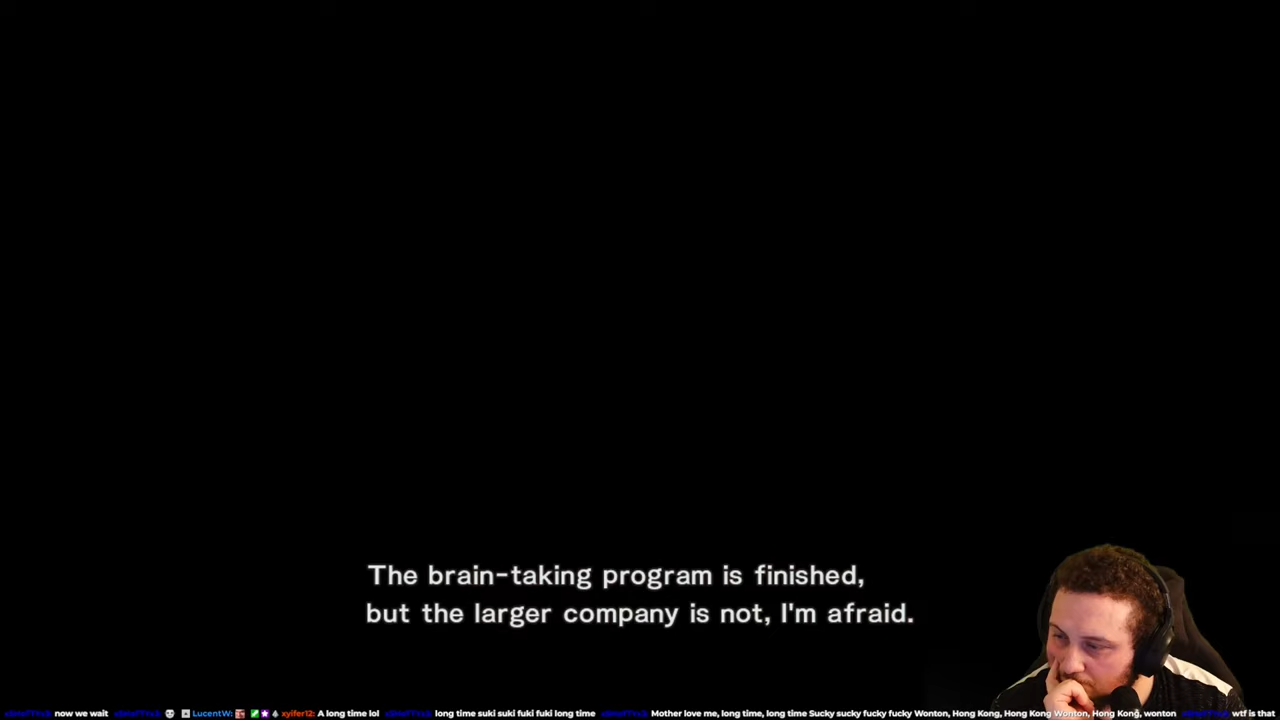 The brain-taking program is finished,
but the larger company is not, I'm afraid.
now we wait LucentW: xyifer12: A long time lol long time suki suki fuki fuki long time Mother love me, long time, long time Sucky sucky fucky fucky Wonton, Hong Kong, Hong Kong Wonton, Hong Kong, wonton wtf is that